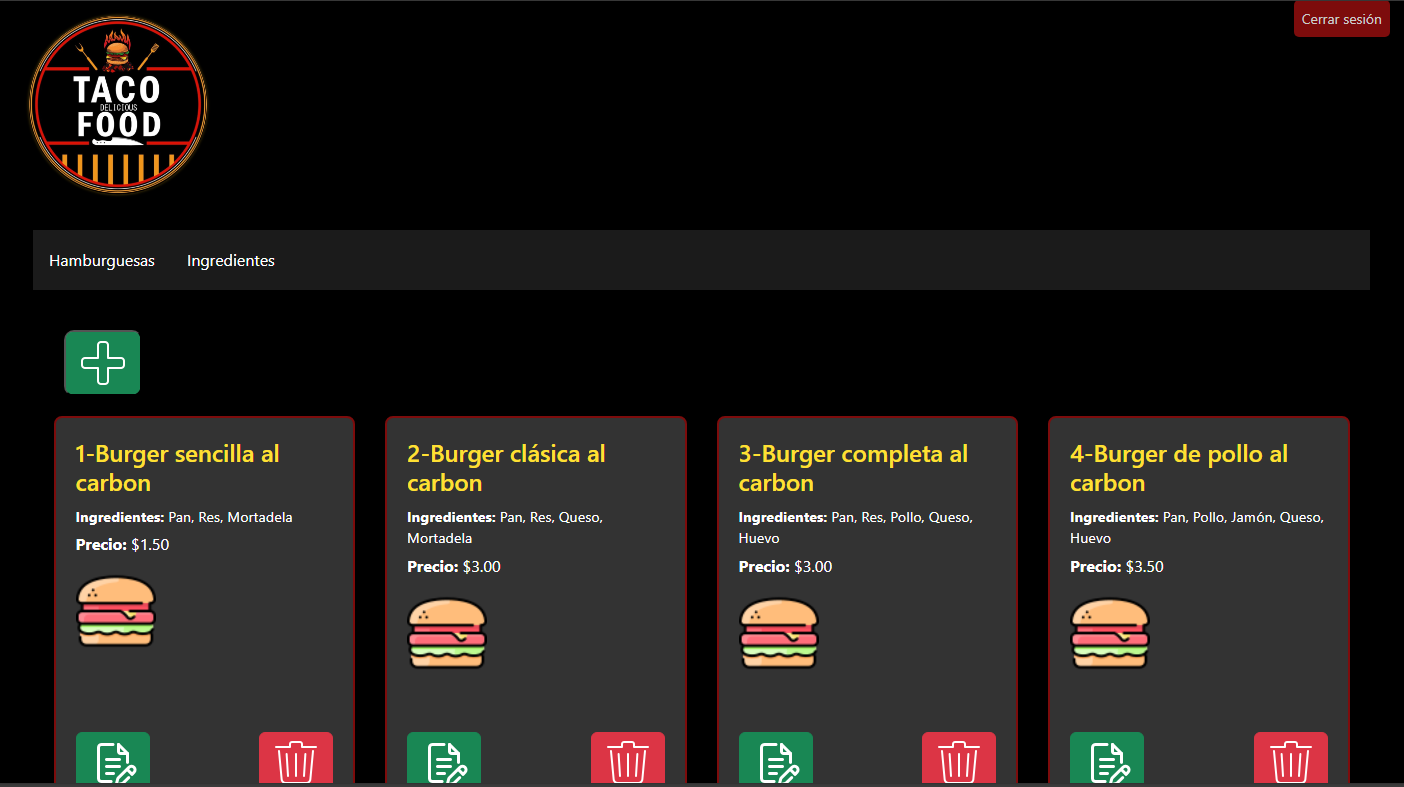 Cerrar sesión
TACO
DELICIOUS
FOOD
Hamburguesas Ingredientes
1-Burger sencilla al
carbon
Ingredientes: Pan, Res, Mortadela
Precio: $1.50
2-Burger clásica al
carbon
Ingredientes: Pan, Res, Queso,
Mortadela
Precio: $3.00
3-Burger completa al
carbon
Ingredientes: Pan, Res, Pollo, Queso,
Huevo
Precio: $3.00
4-Burger de pollo al
carbon
Ingredientes: Pan, Pollo, Jamón, Queso,
Huevo
Precio: $3.50